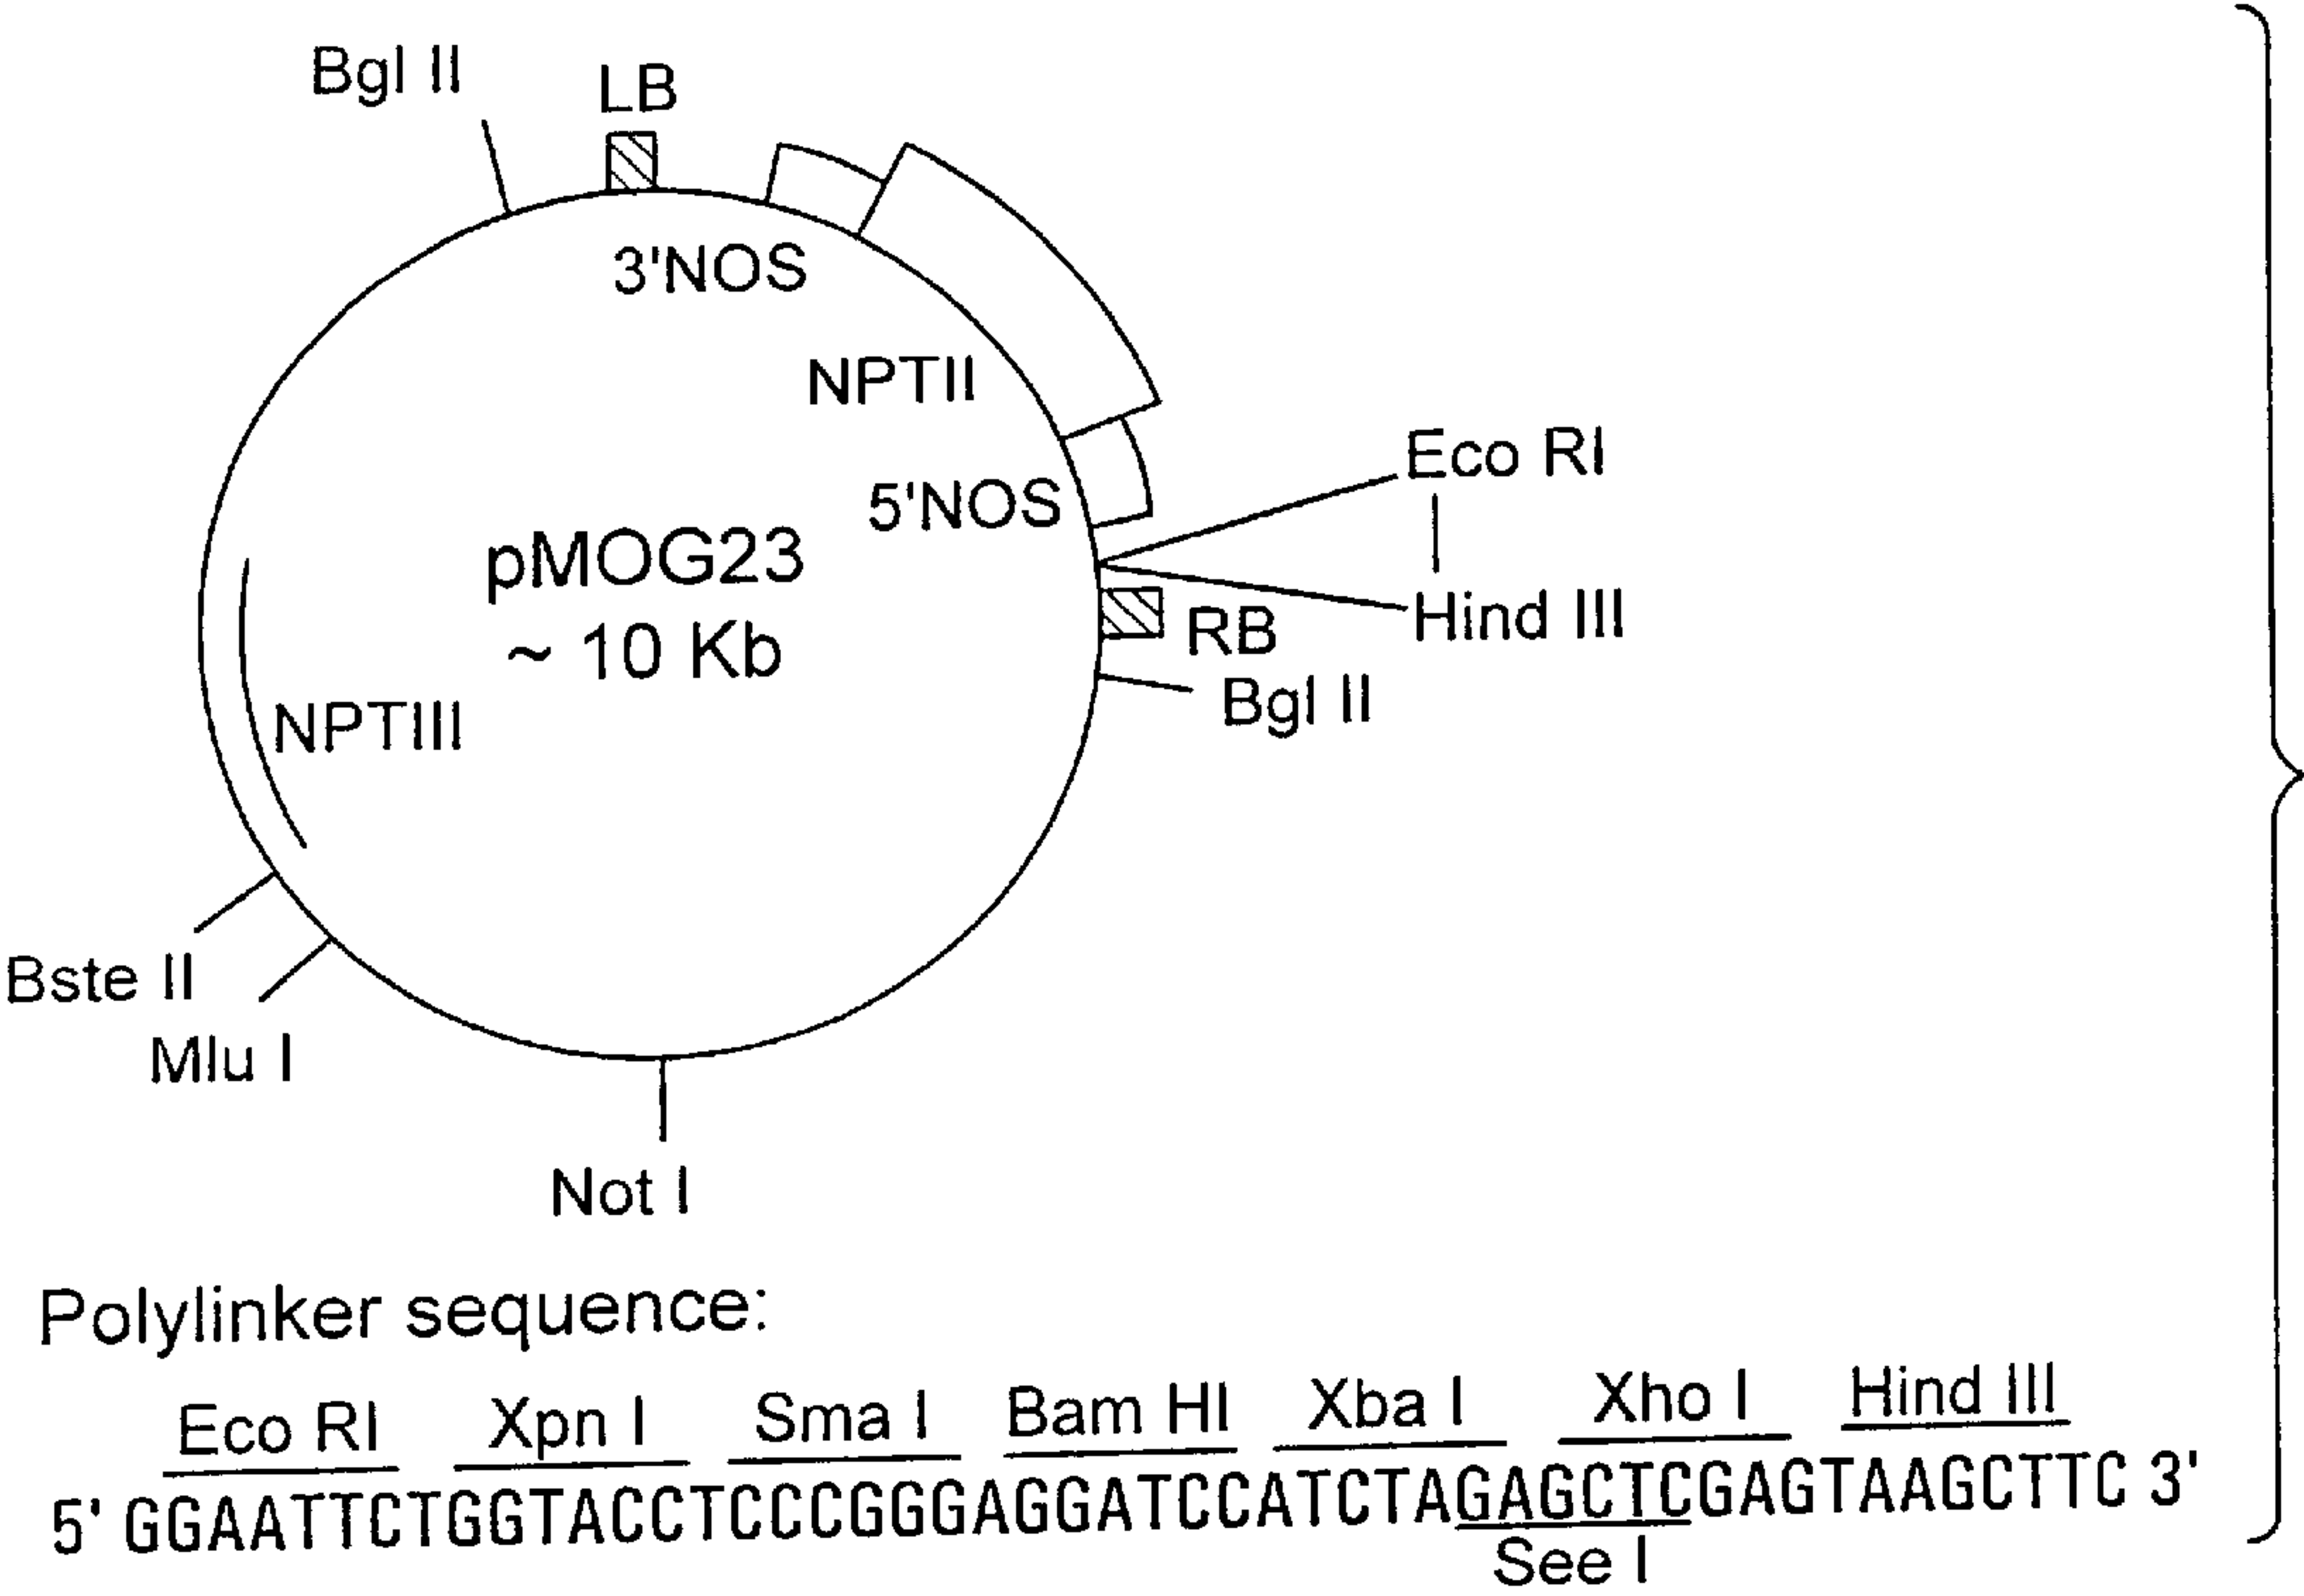 Bgl II
LB
3'NOS
NPTII
5'NOS
Eco RI
pMOG23
~ 10 Kb
Hind III
RB
Bgl II
NPTIII
Bste II
Mlu I
Not I
Polylinker sequence:
Eco RI Xpn I Sma I Bam HI Xba I Xho I Hind III
5' GGAATTCTGGTACCTCCCGGGAGGATCCATCTAGAGCTCGAGTAAGCTTC 3'
See I